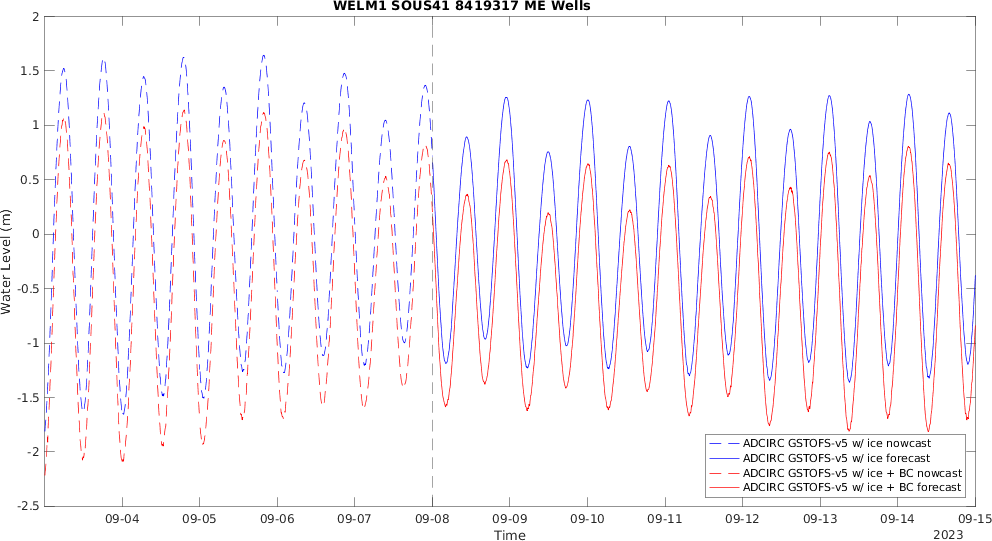 WELM1 SOUS41 8419317 ME Wells
2
1.5
1
0.5
0
-0.5
-1
-1.5
-2
-2.5
Water Level (m)
ADCIRC GSTOFS-v5 w/ ice nowcast
ADCIRC GSTOFS-v5 w/ ice forecast
ADCIRC GSTOFS-v5 w/ ice + BC nowcast
ADCIRC GSTOFS-v5 w/ ice + BC forecast
09-04 09-05 09-06 09-07 09-08 09-09 09-10 09-11 09-12 09-13 09-14 09-15
Time
2023